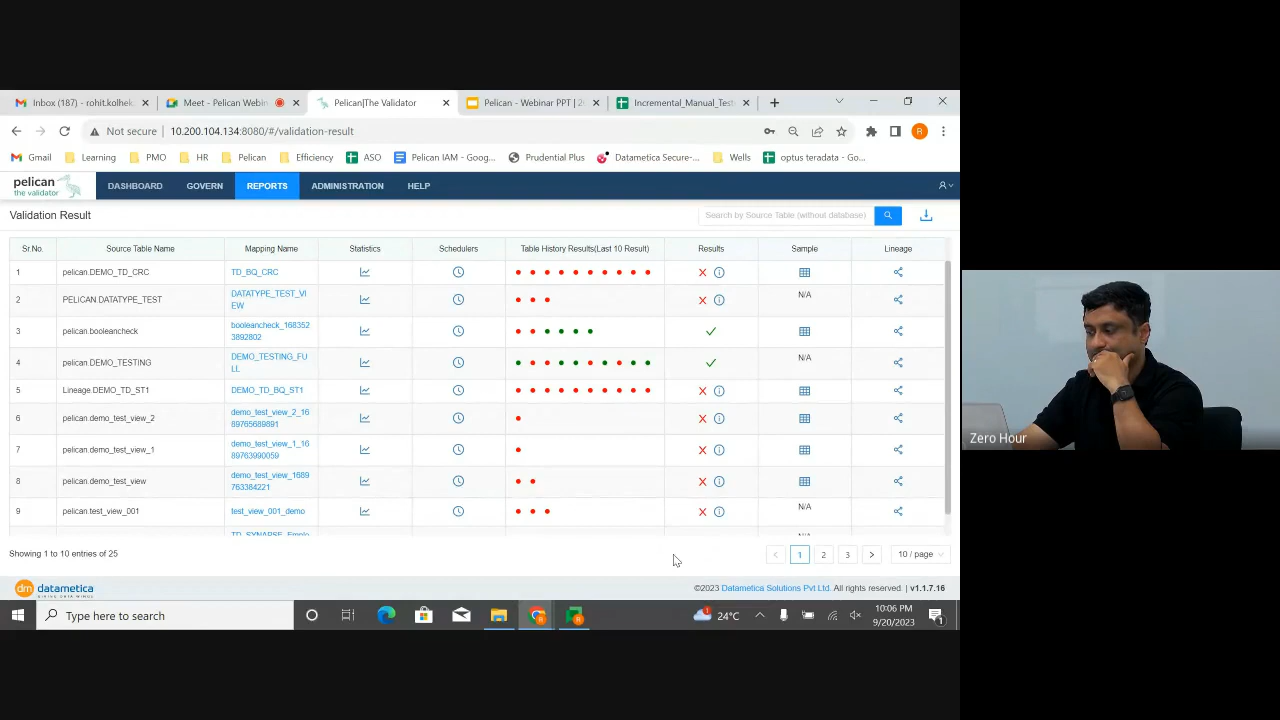 Inbox (187) - rohit.kolhek
Meet - Pelican Webin
Pelican|The Validator
Pelican - Webinar PPT | 2
Incremental_Manual_Test
Not secure
10.200.104.134:8080/#/validation-result
R
Gmail
Learning
PMO
HR
Pelican
Efficiency
ASO
Pelican IAM - Goog...
Prudential Plus
Datametica Secure-...
Wells
optus teradata - Go...
pelican
the validator
DASHBOARD
GOVERN
REPORTS
ADMINISTRATION
HELP
Validation Result
Search by Source Table (without database)
Sr.No.
Source Table Name
Mapping Name
Statistics
Schedulers
Table History Results(Last 10 Result)
Results
Sample
Lineage
1
pelican.DEMO_TD_CRC
TD_BQ_CRC
2
PELICAN.DATATYPE_TEST
DATATYPE_TEST_VI
EW
N/A
3
pelican.booleancheck
booleancheck_168352
3892802
4
pelican.DEMO_TESTING
DEMO_TESTING_FU
LL
N/A
5
Lineage.DEMO_TD_ST1
DEMO_TD_BQ_ST1
6
pelican.demo_test_view_2
demo_test_view_2_16
89765689891
7
pelican.demo_test_view_1
demo_test_view_1_16
89763990059
8
pelican.demo_test_view
demo_test_view_1689
763384221
9
pelican.test_view_001
test_view_001_demo
N/A
TD_SYNAPSE_Emplo
N/A
Showing 1 to 10 entries of 25
1
2
3
10 / page
dm
datametica
©2023 Datametica Solutions Pvt Ltd. All rights reserved. | v1.1.7.16
Type here to search
24°C
10:06 PM
9/20/2023
Zero Hour